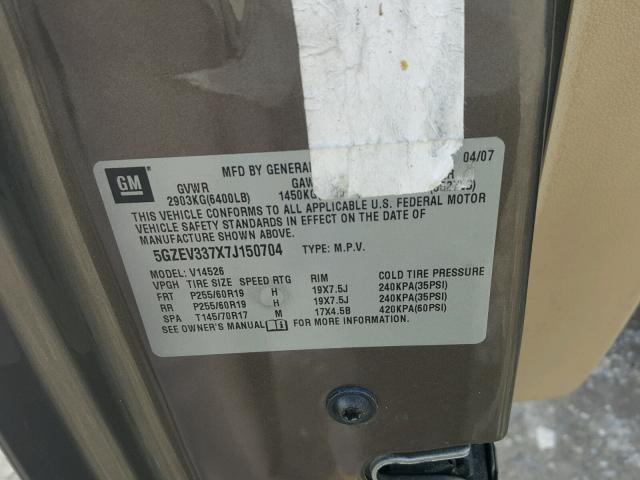 GM
MFD BY GENERAL 04/07
GVWR GAW R
2903KG(6400LB) 1450KG
THIS VEHICLE CONFORMS TO ALL APPLICABLE U.S. FEDERAL MOTOR
VEHICLE SAFETY STANDARDS IN EFFECT ON THE DATE OF
MANUFACTURE SHOWN ABOVE.
5GZEV337X7J150704 TYPE: M.P.V.
MODEL: V14526
VPGH TIRE SIZE SPEED RTG RIM COLD TIRE PRESSURE
FRT P255/60R19 H 19X7.5J 240KPA(35PSI)
RR P255/60R19 H 19X7.5J 240KPA(35PSI)
SPA T145/70R17 M 17X4.5B 420KPA(60PSI)
SEE OWNER'S MANUAL FOR MORE INFORMATION.